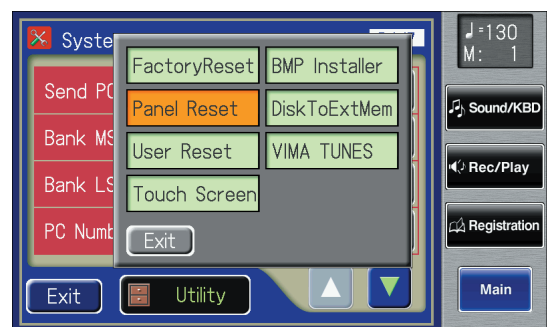 Syste
♩=130
M: 1
FactoryReset BMP Installer
Send PC
Panel Reset DiskToExtMem
Sound/KBD
Bank MS
User Reset VIMA TUNES
Rec/Play
Bank LS
Touch Screen
PC Numb
Exit
Registration
Exit Utility
Main